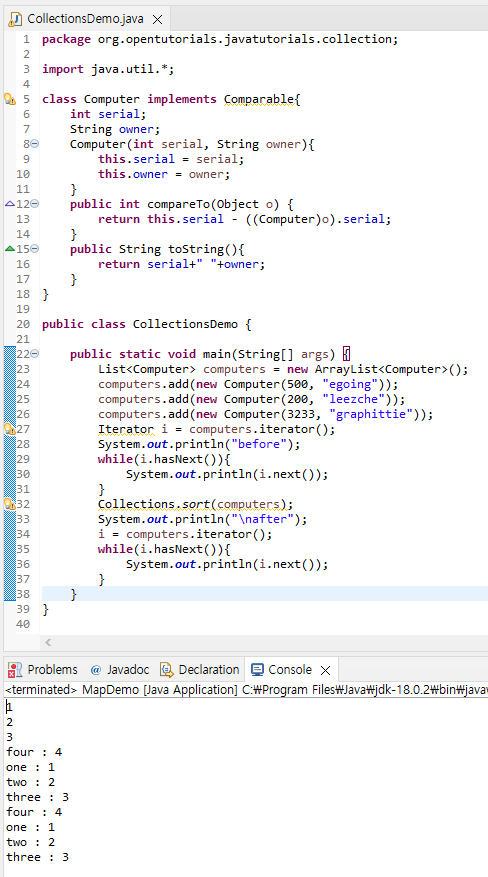 CollectionsDemo.java
1 package org.opentutorials.javatutorials.collection;
2
3 import java.util.*;
4
5 class Computer implements Comparable{
6     int serial;
7     String owner;
8     Computer(int serial, String owner){
9         this.serial = serial;
10         this.owner = owner;
11     }
12     public int compareTo(Object o) {
13         return this.serial - ((Computer)o).serial;
14     }
15     public String toString(){
16         return serial+" "+owner;
17     }
18 }
19
20 public class CollectionsDemo {
21
22     public static void main(String[] args) {
23         List<Computer> computers = new ArrayList<Computer>();
24         computers.add(new Computer(500, "egoing"));
25         computers.add(new Computer(200, "leezche"));
26         computers.add(new Computer(3233, "graphittie"));
27         Iterator i = computers.iterator();
28         System.out.println("before");
29         while(i.hasNext()){
30             System.out.println(i.next());
31         }
32         Collections.sort(computers);
33         System.out.println("\nafter");
34         i = computers.iterator();
35         while(i.hasNext()){
36             System.out.println(i.next());
37         }
38     }
39 }
40
Problems @ Javadoc Declaration Console
<terminated> MapDemo [Java Application] C:₩Program Files₩Java₩jdk-18.0.2₩bin₩javaw
1
2
3
four : 4
one : 1
two : 2
three : 3
four : 4
one : 1
two : 2
three : 3